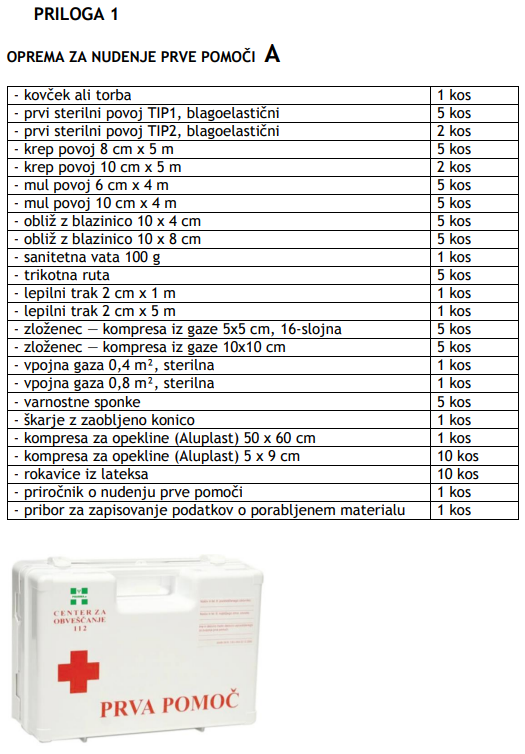 PRILOGA 1
OPREMA ZA NUDENJE PRVE POMOČI A
- kovček ali torba 1 kos
- prvi sterilni povoj TIP1, blagoelastični 5 kos
- prvi sterilni povoj TIP2, blagoelastični 2 kos
- krep povoj 8 cm x 5 m 5 kos
- krep povoj 10 cm x 5 m 2 kos
- mul povoj 6 cm x 4 m 5 kos
- mul povoj 10 cm x 4 m 5 kos
- obliž z blazinico 10 x 4 cm 5 kos
- obliž z blazinico 10 x 8 cm 5 kos
- sanitetna vata 100 g 1 kos
- trikotna ruta 5 kos
- lepilni trak 2 cm x 1 m 1 kos
- lepilni trak 2 cm x 5 m 1 kos
- zloženec — kompresa iz gaze 5x5 cm, 16-slojna 5 kos
- zloženec — kompresa iz gaze 10x10 cm 5 kos
- vpojna gaza 0,4 m², sterilna 1 kos
- vpojna gaza 0,8 m², sterilna 1 kos
- varnostne sponke 5 kos
- škarje z zaobljeno konico 1 kos
- kompresa za opekline (Aluplast) 50 x 60 cm 1 kos
- kompresa za opekline (Aluplast) 5 x 9 cm 10 kos
- rokavice iz lateksa 10 kos
- priročnik o nudenju prve pomoči 1 kos
- pribor za zapisovanje podatkov o porabljenem materialu 1 kos
CENTER ZA
OBVEŠČANJE
112
PRVA POMOČ